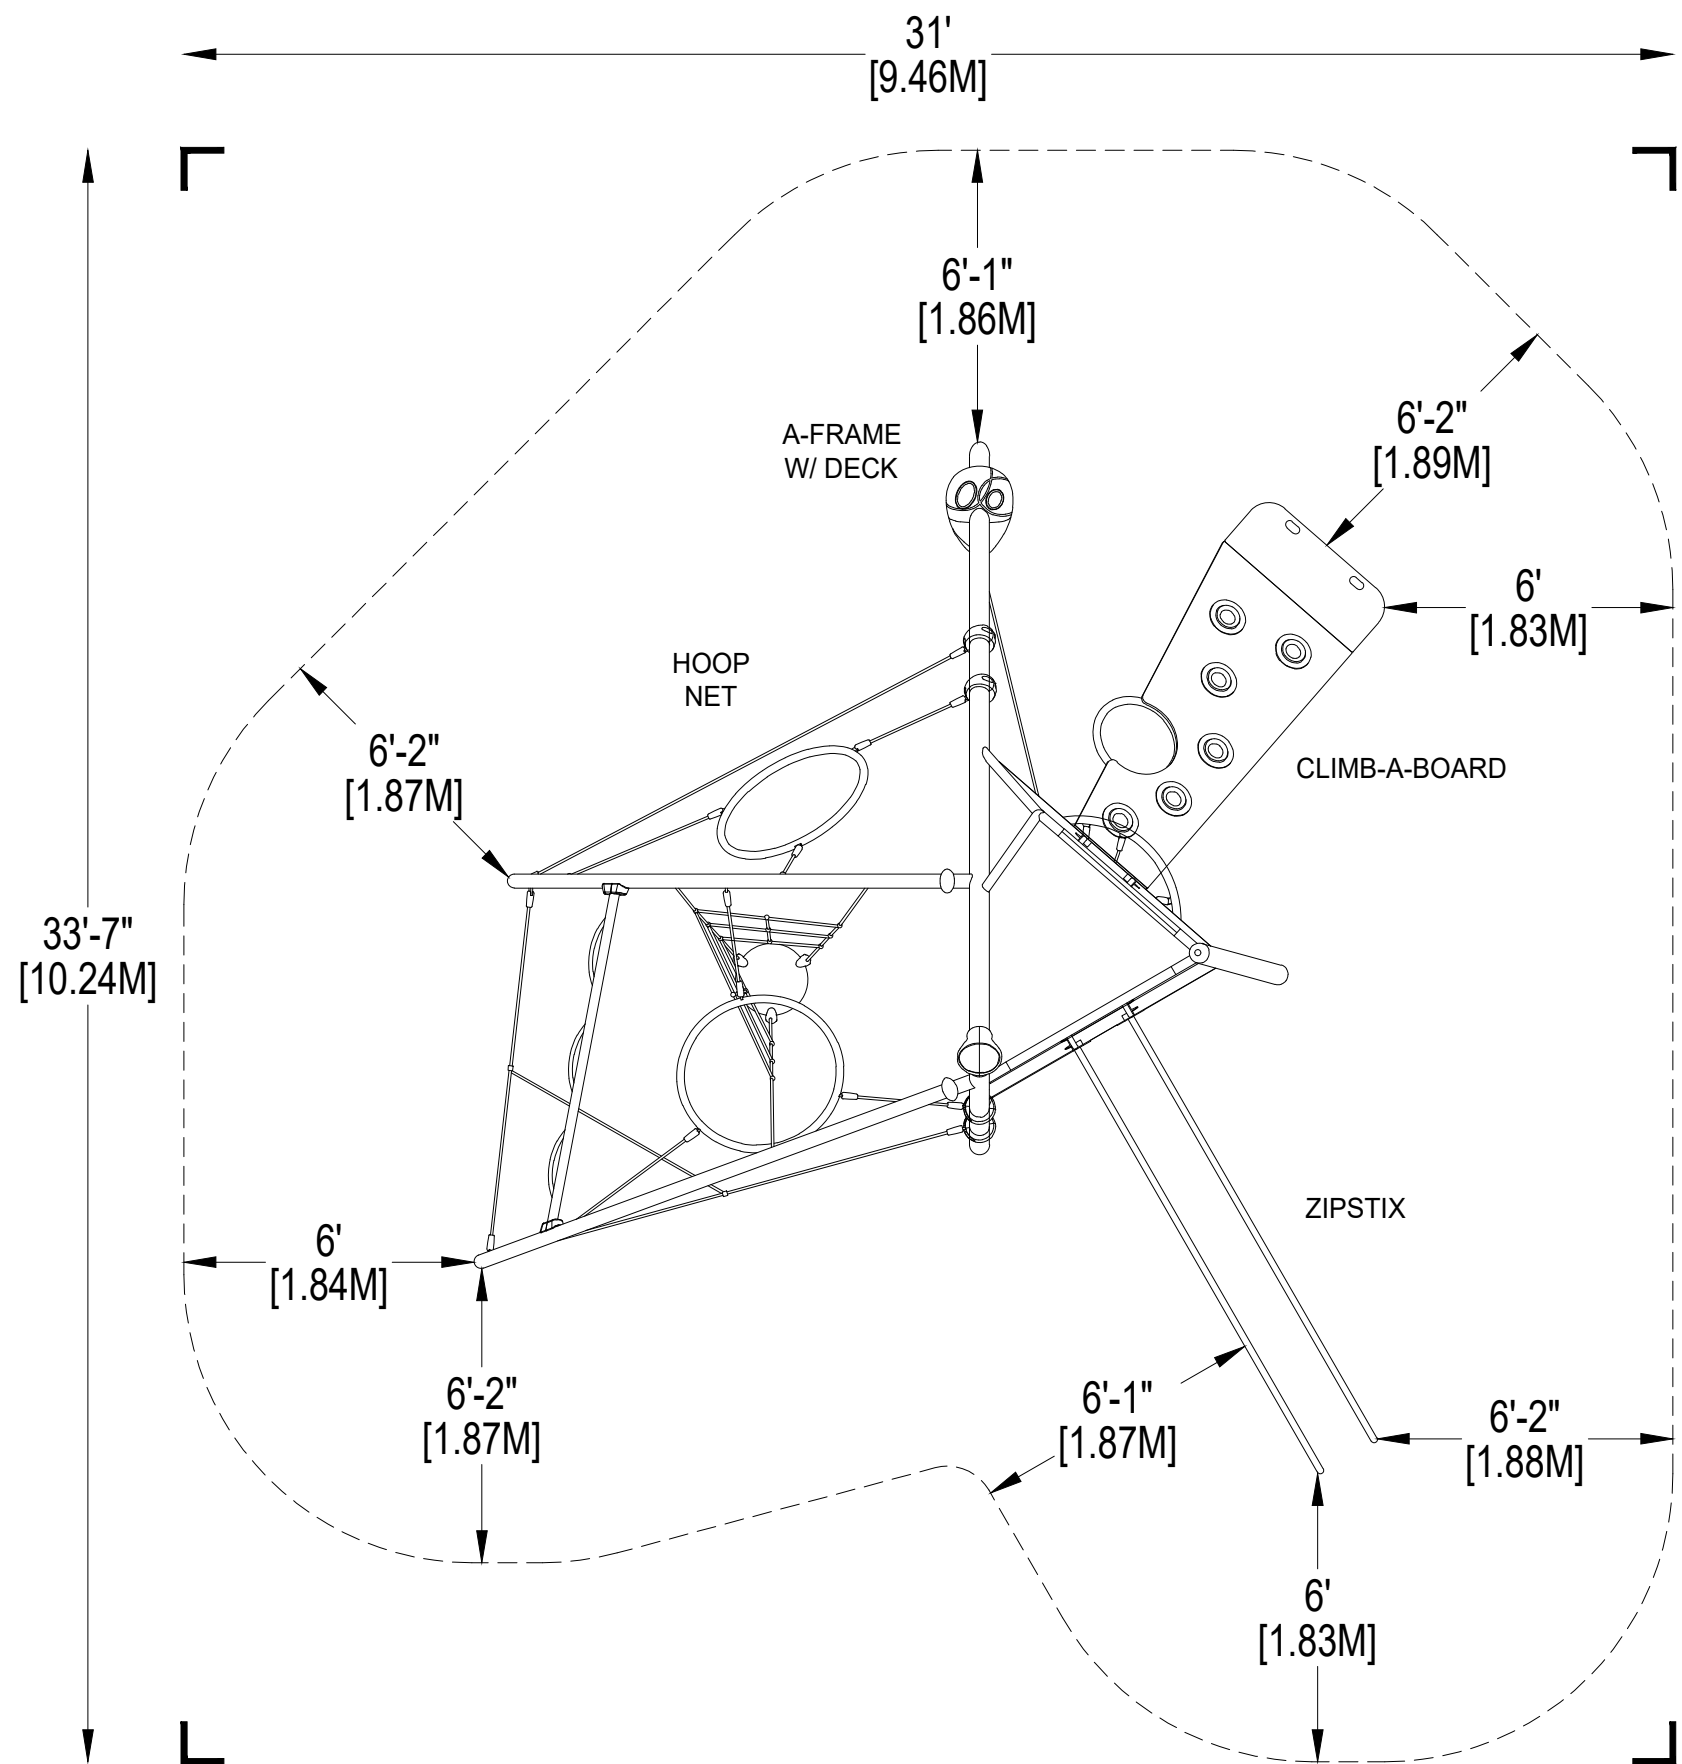 31'
[9.46M]
6'-1"
[1.86M]
A-FRAME
W/ DECK
6'-2"
[1.89M]
6'
[1.83M]
HOOP
NET
6'-2"
[1.87M]
CLIMB-A-BOARD
33'-7"
[10.24M]
ZIPSTIX
6'
[1.84M]
6'-2"
[1.87M]
6'-1"
[1.87M]
6'-2"
[1.88M]
6'
[1.83M]